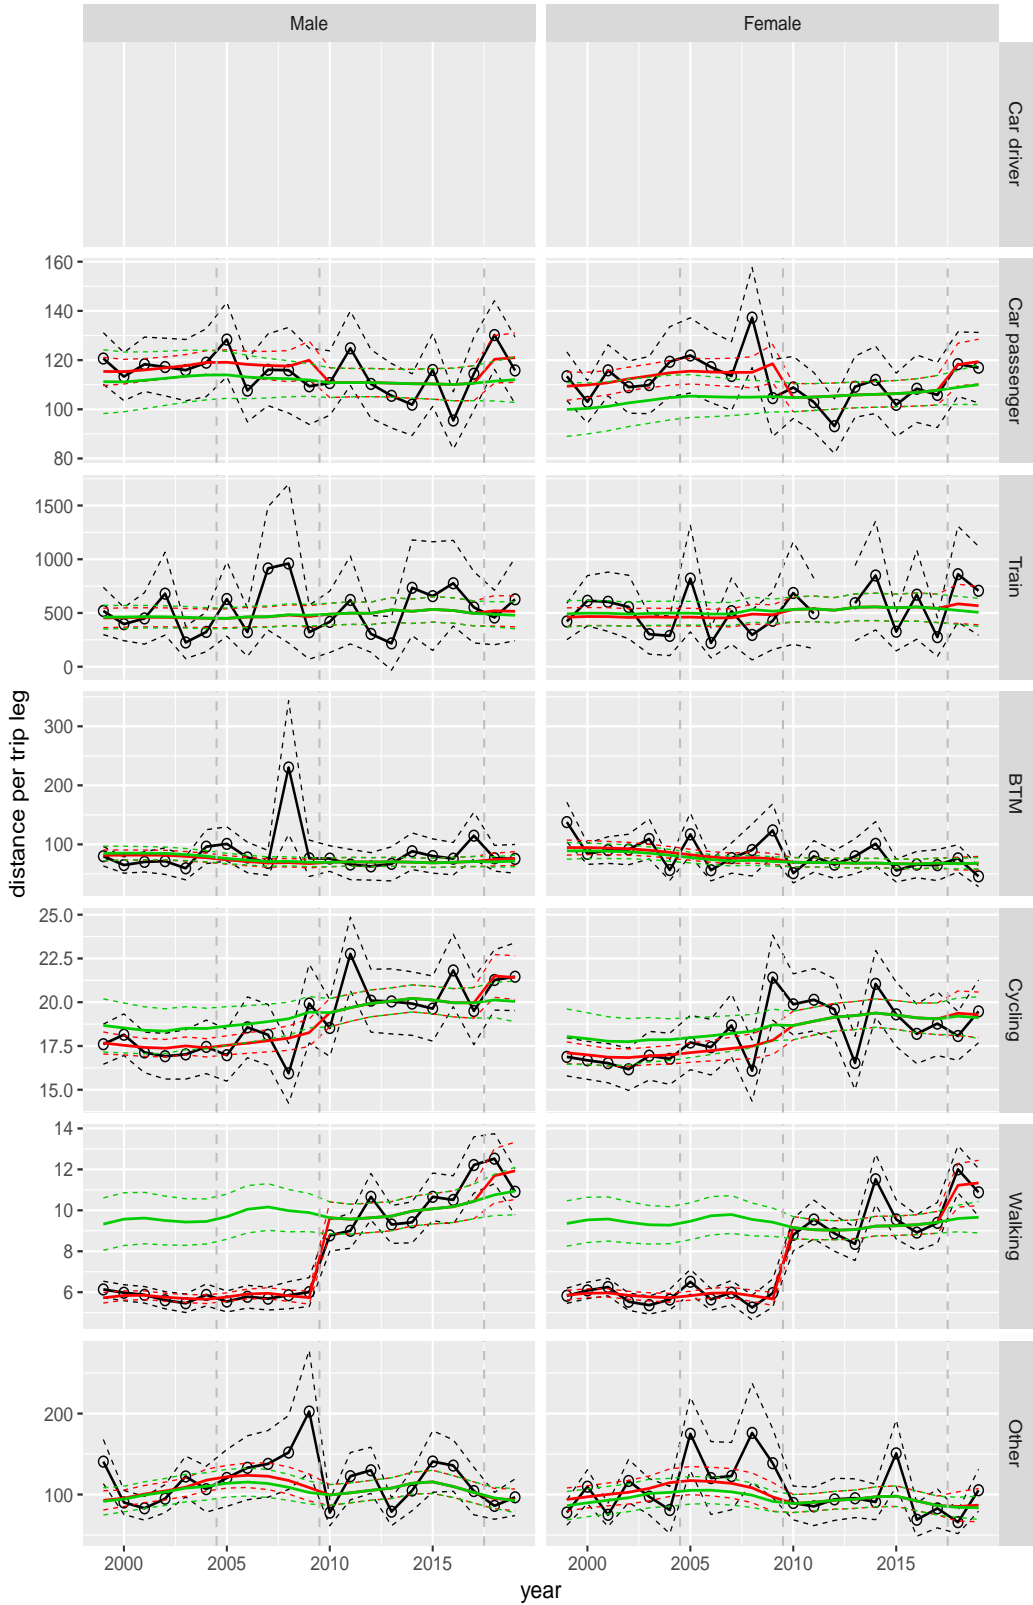 Male Female
Car driver
160
140
120
100
80
Car passenger
1500
1000
500
0
Train
300
200
100
BTM
25.0
22.5
20.0
17.5
15.0
Cycling
14
12
10
8
6
Walking
200
100
Other
2000 2005 2010 2015 2000 2005 2010 2015
year
distance per trip leg